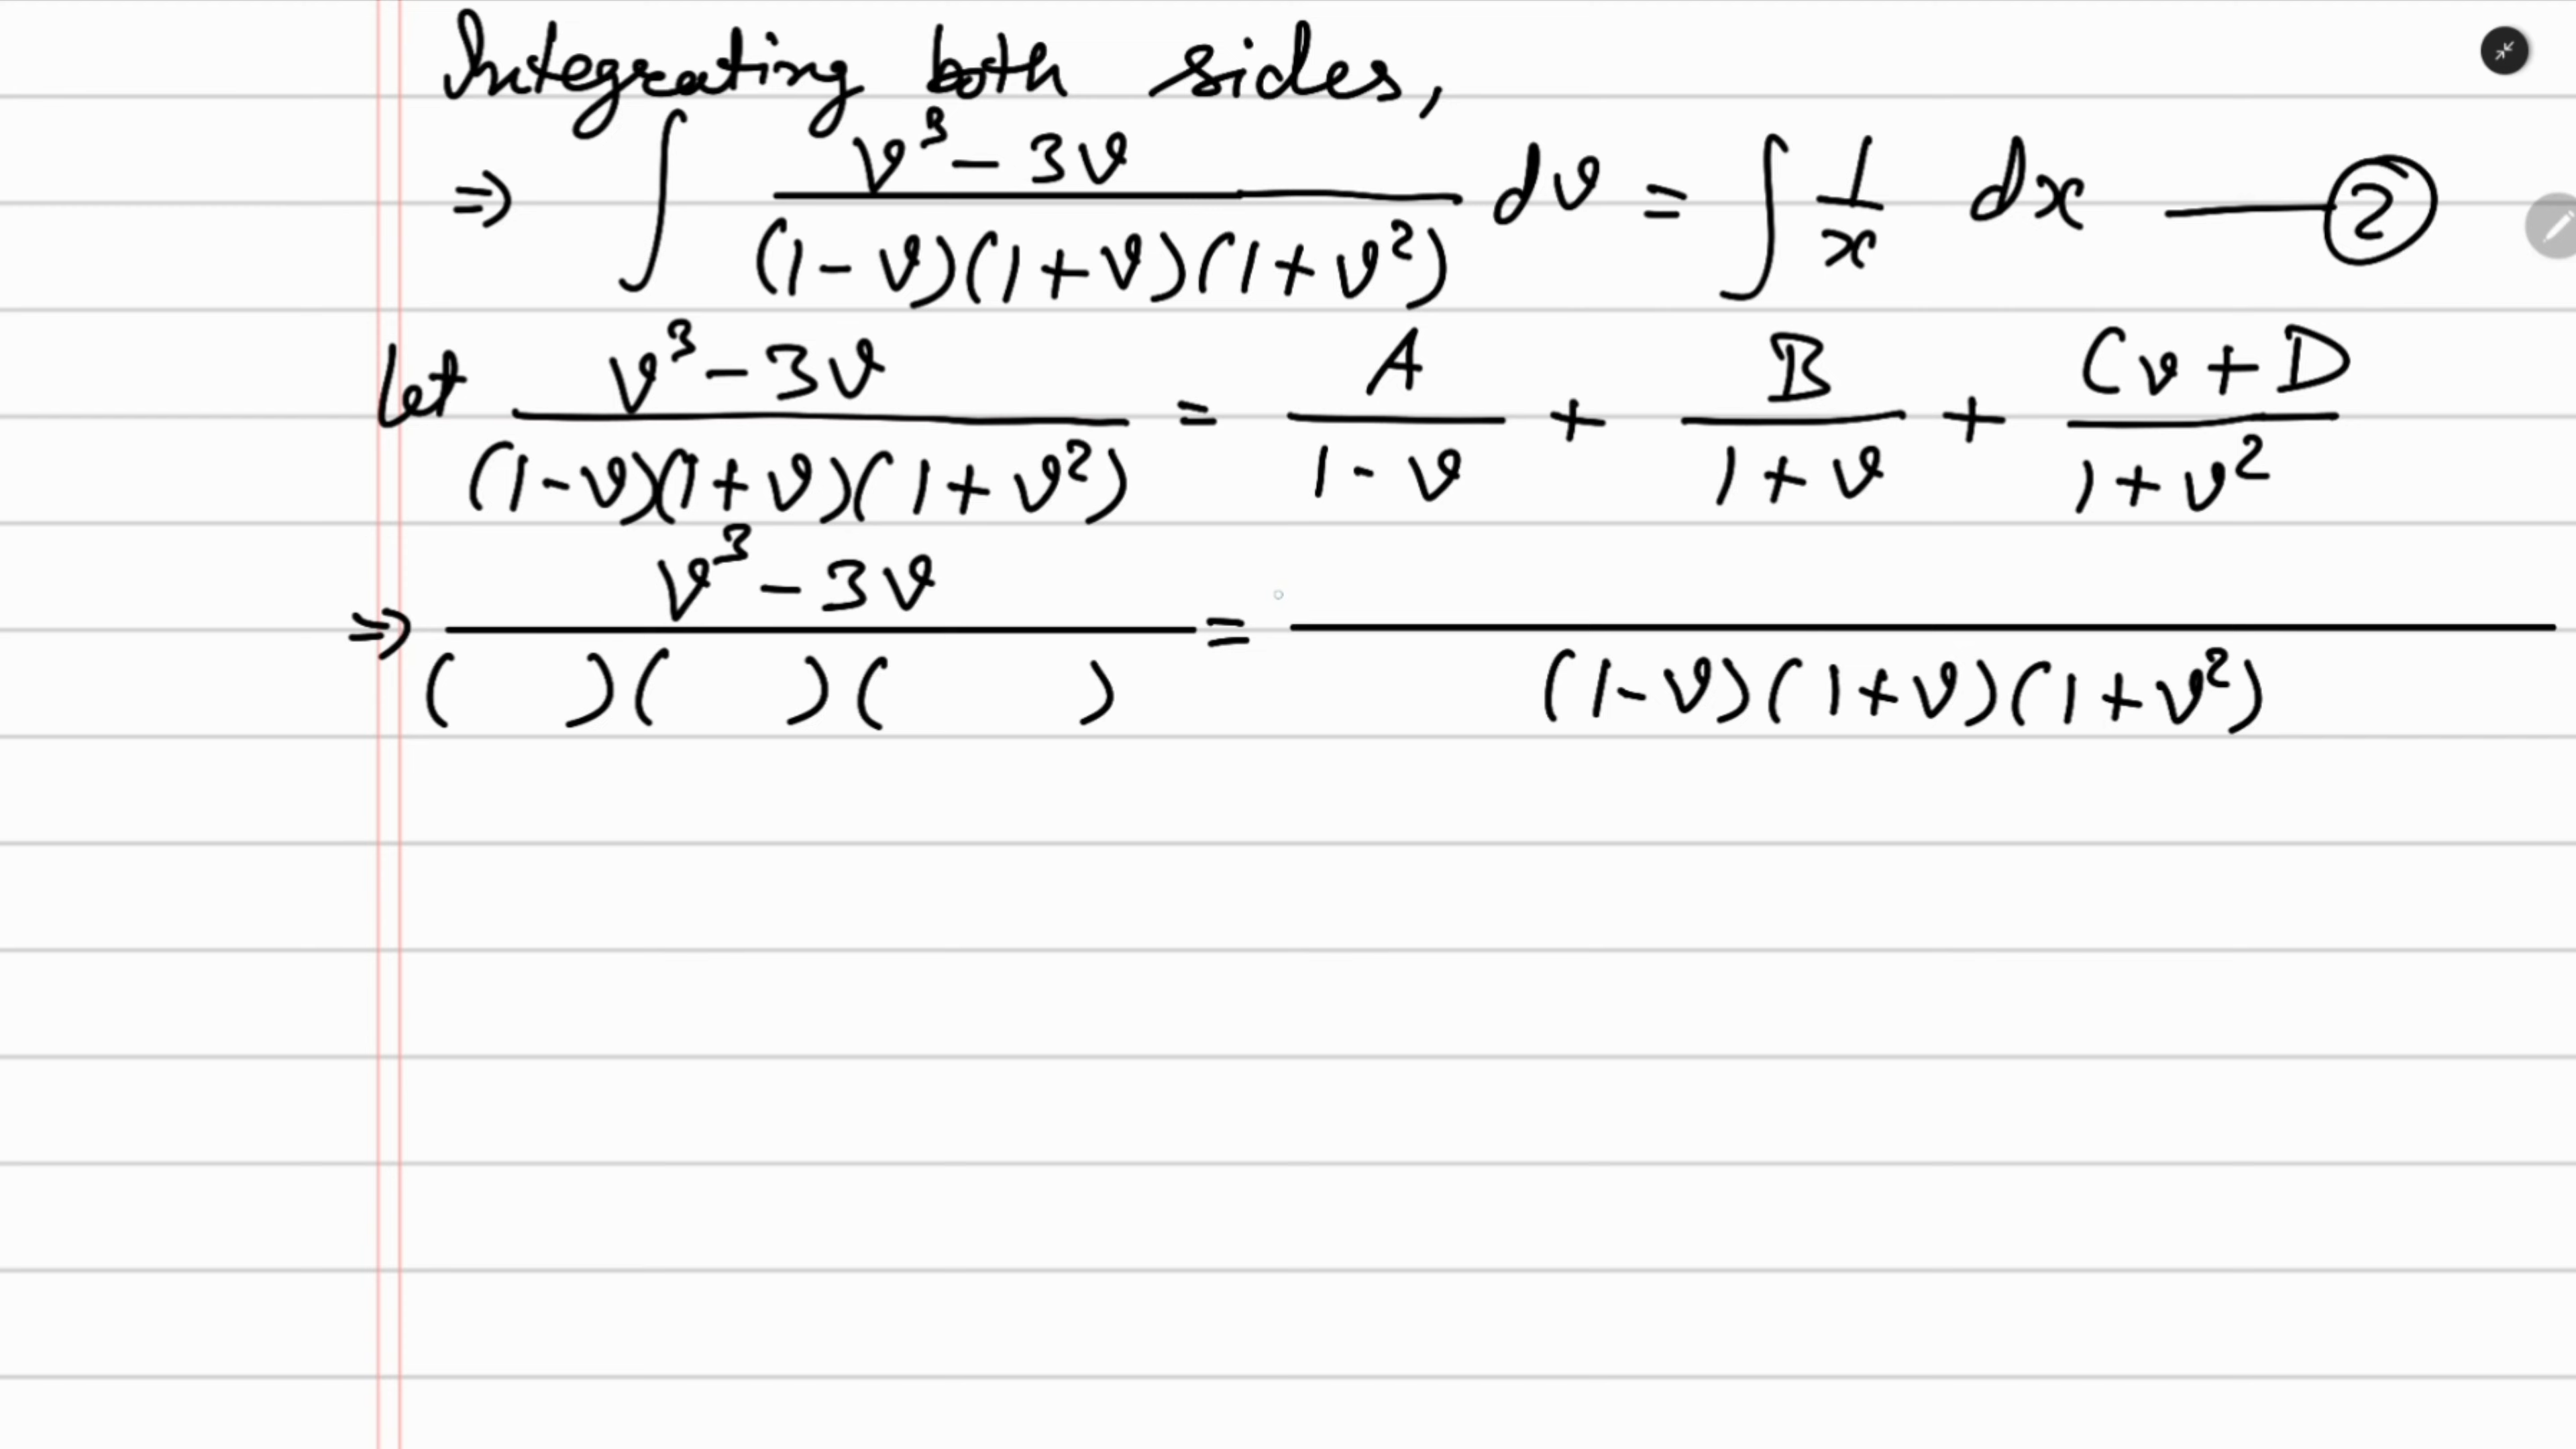 Integrating both sides,
⇒ ∫ (v³ − 3v) / ((1 − v)(1 + v)(1 + v²)) dv = ∫ 1/x dx —— ②
Let (v³ − 3v) / ((1 − v)(1 + v)(1 + v²)) = A / (1 − v) + B / (1 + v) + (Cv + D) / (1 + v²)
⇒ (v³ − 3v) / (( )( )( )) = / ((1 − v)(1 + v)(1 + v²))